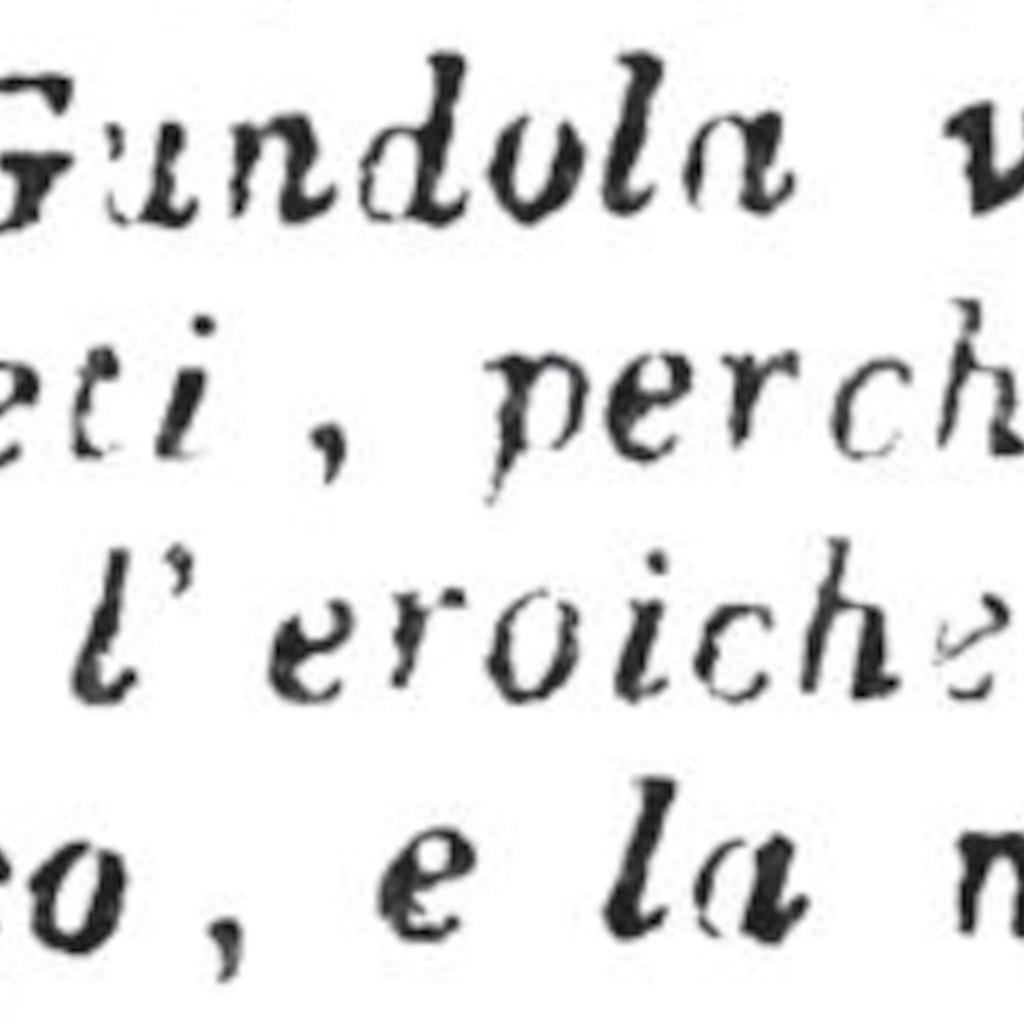 Gundola v
eti, perch
l'eroiche
o, e la n